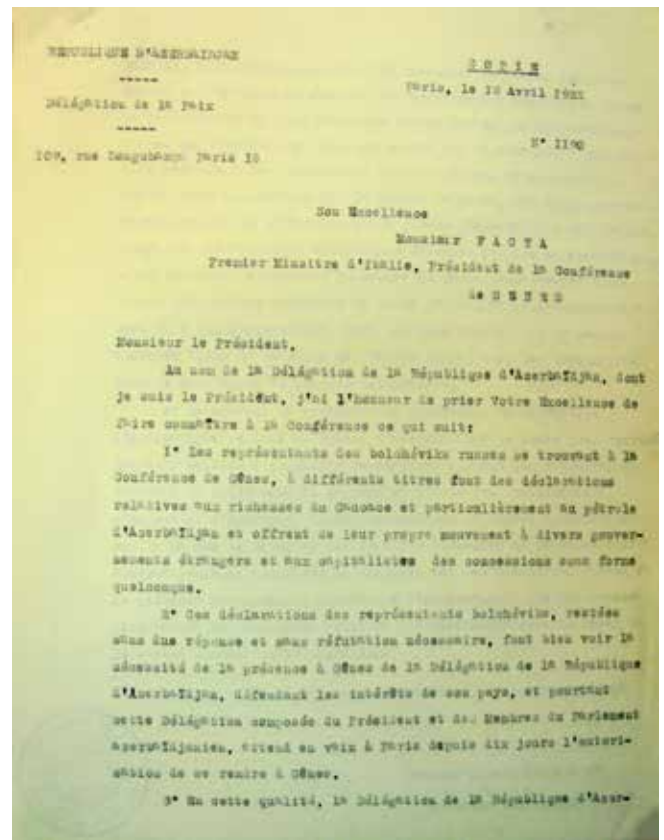 REPUBLIQUE D'AZERBAIDJAN
-----
Délégation de la Paix
-----
rue Longchamp Paris 16
COPIE
Paris, le Avril 1922
N° 1190
Son Excellence
Monsieur FACTA
Premier Ministre d'Italie, Président de la Conférence
de GENES
Monsieur le Président,
Au nom de la Délégation de la République d'Azerbaïdjan, dont
je suis le Président, j'ai l'honneur de prier Votre Excellence de
faire connaître à la Conférence ce qui suit:
1° Les représentants des bolchéviks russes se trouvant à la
Conférence de Gênes, à différents titres font des déclarations
relatives aux richesses du Caucase et particulièrement au pétrole
d'Azerbaïdjan et offrent de leur propre mouvement à divers gouver-
nements étrangers et aux capitalistes des concessions sous forme
quelconque.
2° Ces déclarations des représentants bolchéviks, restées
sans une réponse et sans réfutation nécessaire, font bien voir la
nécessité de la présence à Gênes de la Délégation de la République
d'Azerbaïdjan, défendant les intérêts de son pays, et pourtant
cette Délégation composée du Président et des Membres du Parlement
azerbaïdjanien, attend en vain à Paris depuis dix jours l'autori-
sation de se rendre à Gênes.
3° En cette qualité, la Délégation de la République d'Azer-